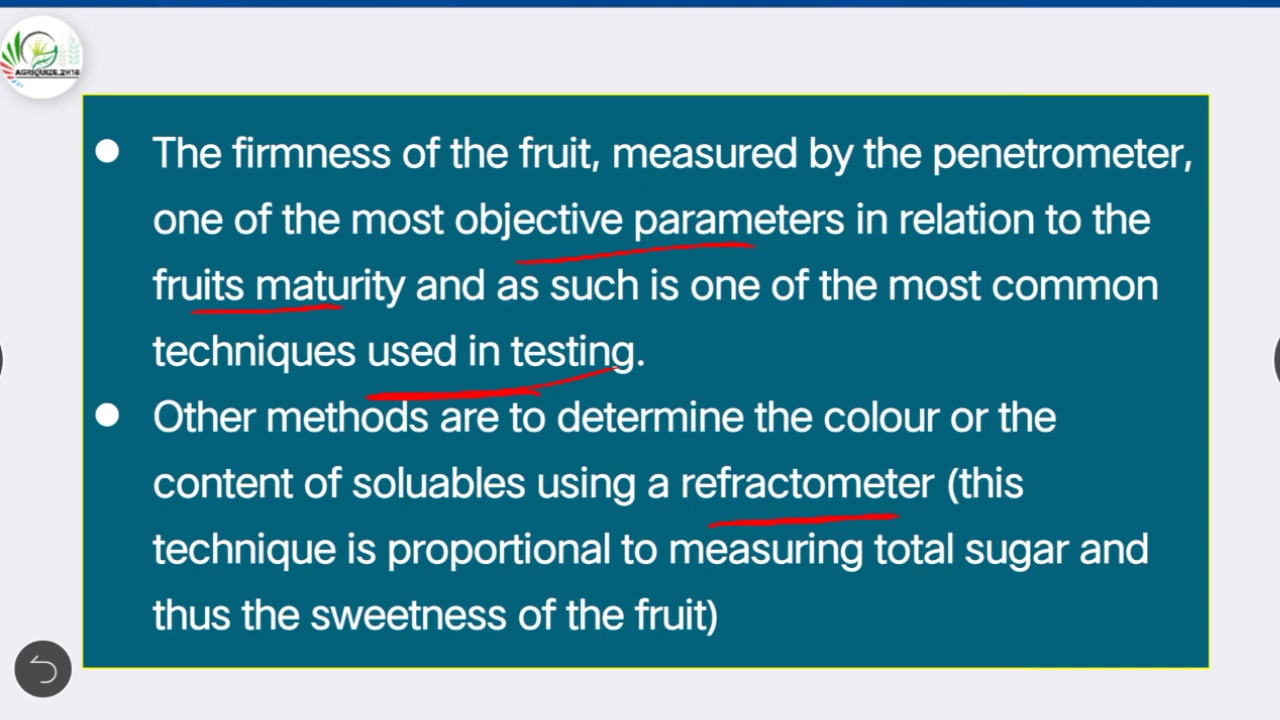 AGRIQUIZE.2K18
The firmness of the fruit, measured by the penetrometer,
one of the most objective parameters in relation to the
fruits maturity and as such is one of the most common
techniques used in testing.
Other methods are to determine the colour or the
content of soluables using a refractometer (this
technique is proportional to measuring total sugar and
thus the sweetness of the fruit)